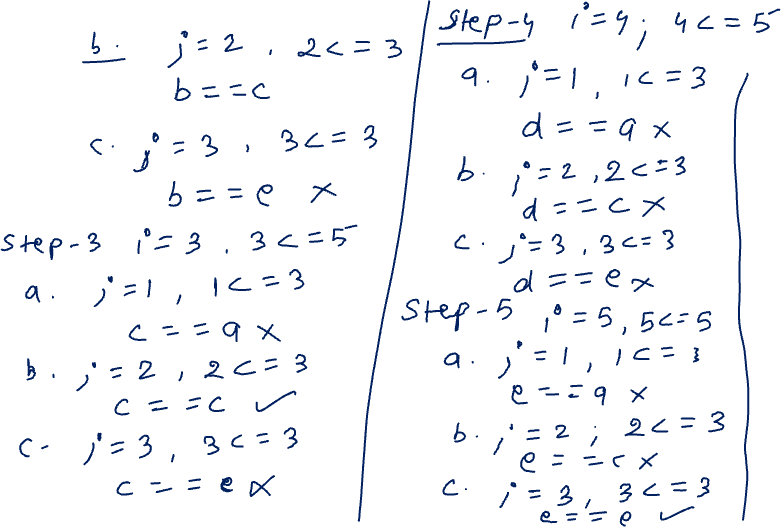 b. j=2, 2<=3
b==c
c. j=3, 3<=3
b==e x
Step-3 i=3, 3<=5
a. j=1, 1<=3
c==a x
b. j=2, 2<=3
c==c ✓
c- j=3, 3<=3
c==e x
Step-4 i=4; 4<=5
a. j=1, 1<=3
d==a x
b. j=2, 2<=3
d==c x
c. j=3, 3<=3
d==e x
Step-5 i=5, 5<=5
a. j=1, 1<=3
e==a x
b. j=2; 2<=3
e==c x
c. j=3, 3<=3
e==e ✓